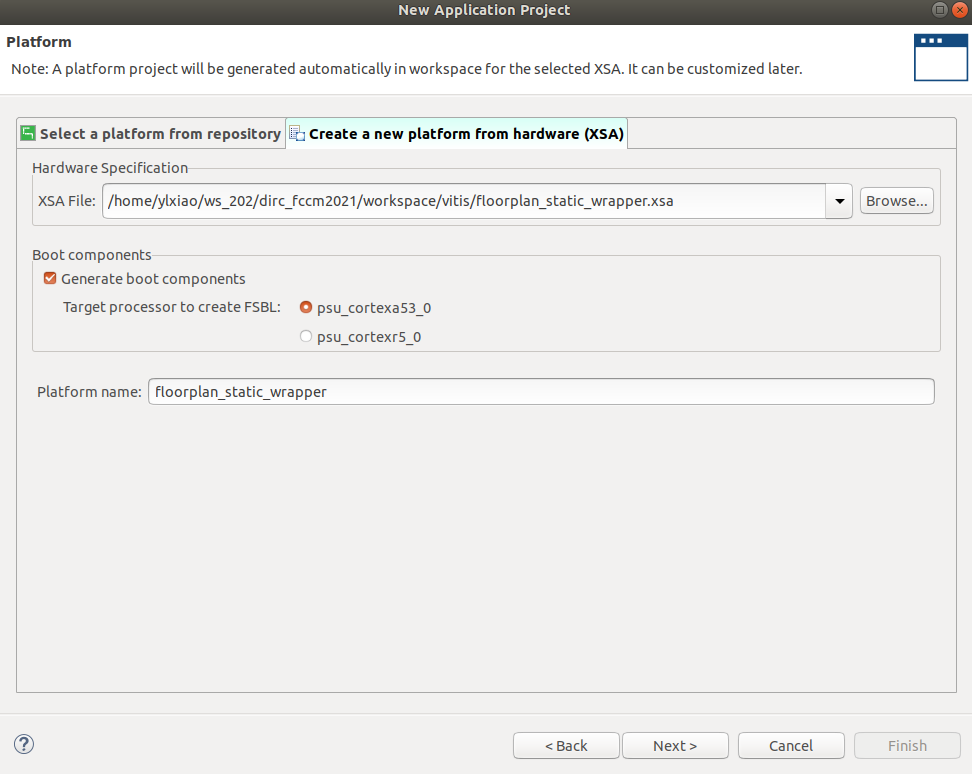 New Application Project
Platform
Note: A platform project will be generated automatically in workspace for the selected XSA. It can be customized later.
Select a platform from repository
Create a new platform from hardware (XSA)
Hardware Specification
XSA File: /home/ylxiao/ws_202/dirc_fccm2021/workspace/vitis/floorplan_static_wrapper.xsa Browse...
Boot components
Generate boot components
Target processor to create FSBL: psu_cortexa53_0
psu_cortexr5_0
Platform name: floorplan_static_wrapper
? < Back Next > Cancel Finish